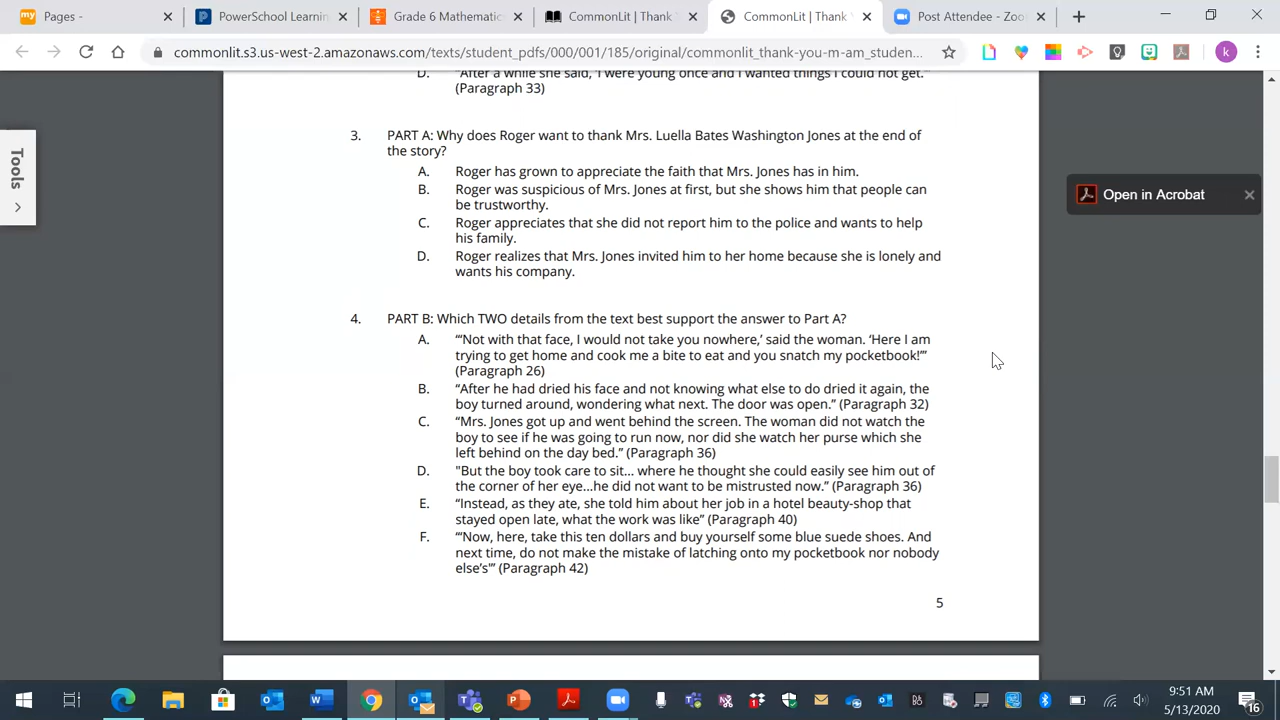 Pages -
PowerSchool Learni
Grade 6 Mathematic
CommonLit | Thank
CommonLit | Thank
Post Attendee - Zoo
commonlit.s3.us-west-2.amazonaws.com/texts/student_pdfs/000/001/185/original/commonlit_thank-you-m-am_studen...
k
Tools
Open in Acrobat
D. "After a while she said, 'I were young once and I wanted things I could not get.'"
(Paragraph 33)
3. PART A: Why does Roger want to thank Mrs. Luella Bates Washington Jones at the end of
the story?
A. Roger has grown to appreciate the faith that Mrs. Jones has in him.
B. Roger was suspicious of Mrs. Jones at first, but she shows him that people can
be trustworthy.
C. Roger appreciates that she did not report him to the police and wants to help
his family.
D. Roger realizes that Mrs. Jones invited him to her home because she is lonely and
wants his company.
4. PART B: Which TWO details from the text best support the answer to Part A?
A. "'Not with that face, I would not take you nowhere,' said the woman. 'Here I am
trying to get home and cook me a bite to eat and you snatch my pocketbook!'"
(Paragraph 26)
B. "After he had dried his face and not knowing what else to do dried it again, the
boy turned around, wondering what next. The door was open." (Paragraph 32)
C. "Mrs. Jones got up and went behind the screen. The woman did not watch the
boy to see if he was going to run now, nor did she watch her purse which she
left behind on the day bed." (Paragraph 36)
D. "But the boy took care to sit... where he thought she could easily see him out of
the corner of her eye...he did not want to be mistrusted now." (Paragraph 36)
E. "Instead, as they ate, she told him about her job in a hotel beauty-shop that
stayed open late, what the work was like" (Paragraph 40)
F. "'Now, here, take this ten dollars and buy yourself some blue suede shoes. And
next time, do not make the mistake of latching onto my pocketbook nor nobody
else's'" (Paragraph 42)
5
9:51 AM
5/13/2020
16